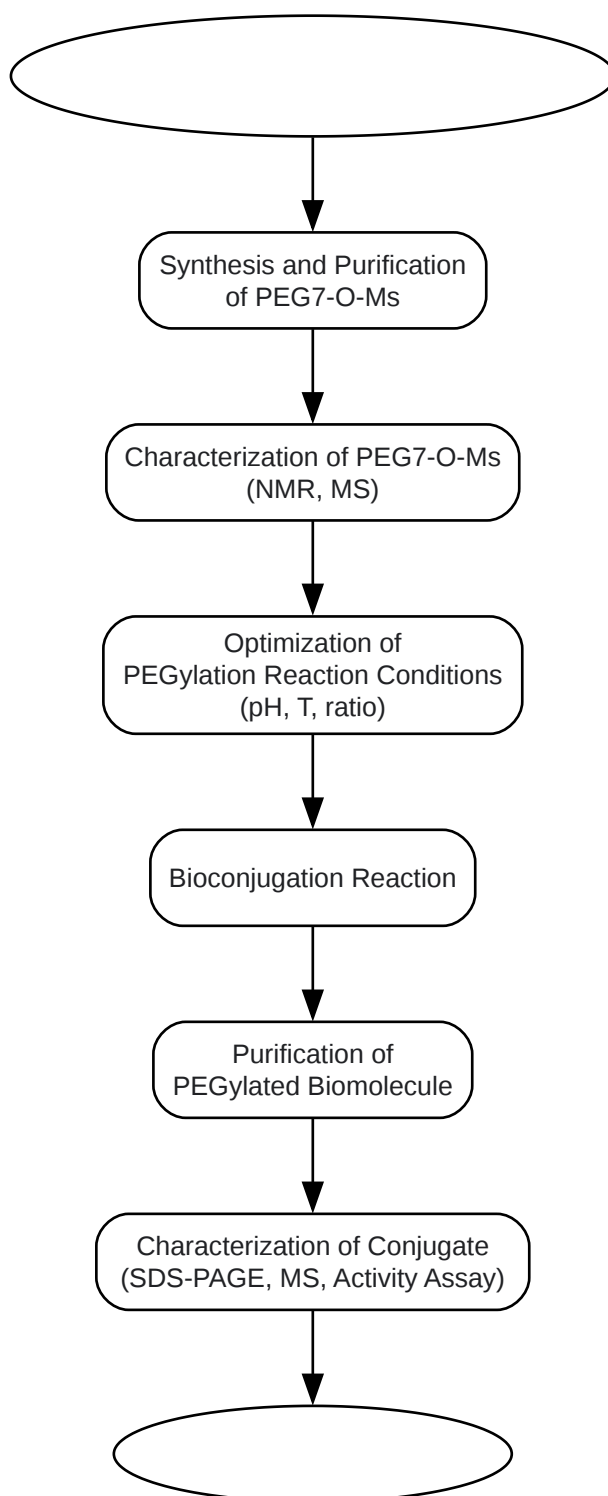 Synthesis and Purification
of PEG7-O-Ms
Characterization of PEG7-O-Ms
(NMR, MS)
Optimization of
PEGylation Reaction Conditions
(pH, T, ratio)
Bioconjugation Reaction
Purification of
PEGylated Biomolecule
Characterization of Conjugate
(SDS-PAGE, MS, Activity Assay)